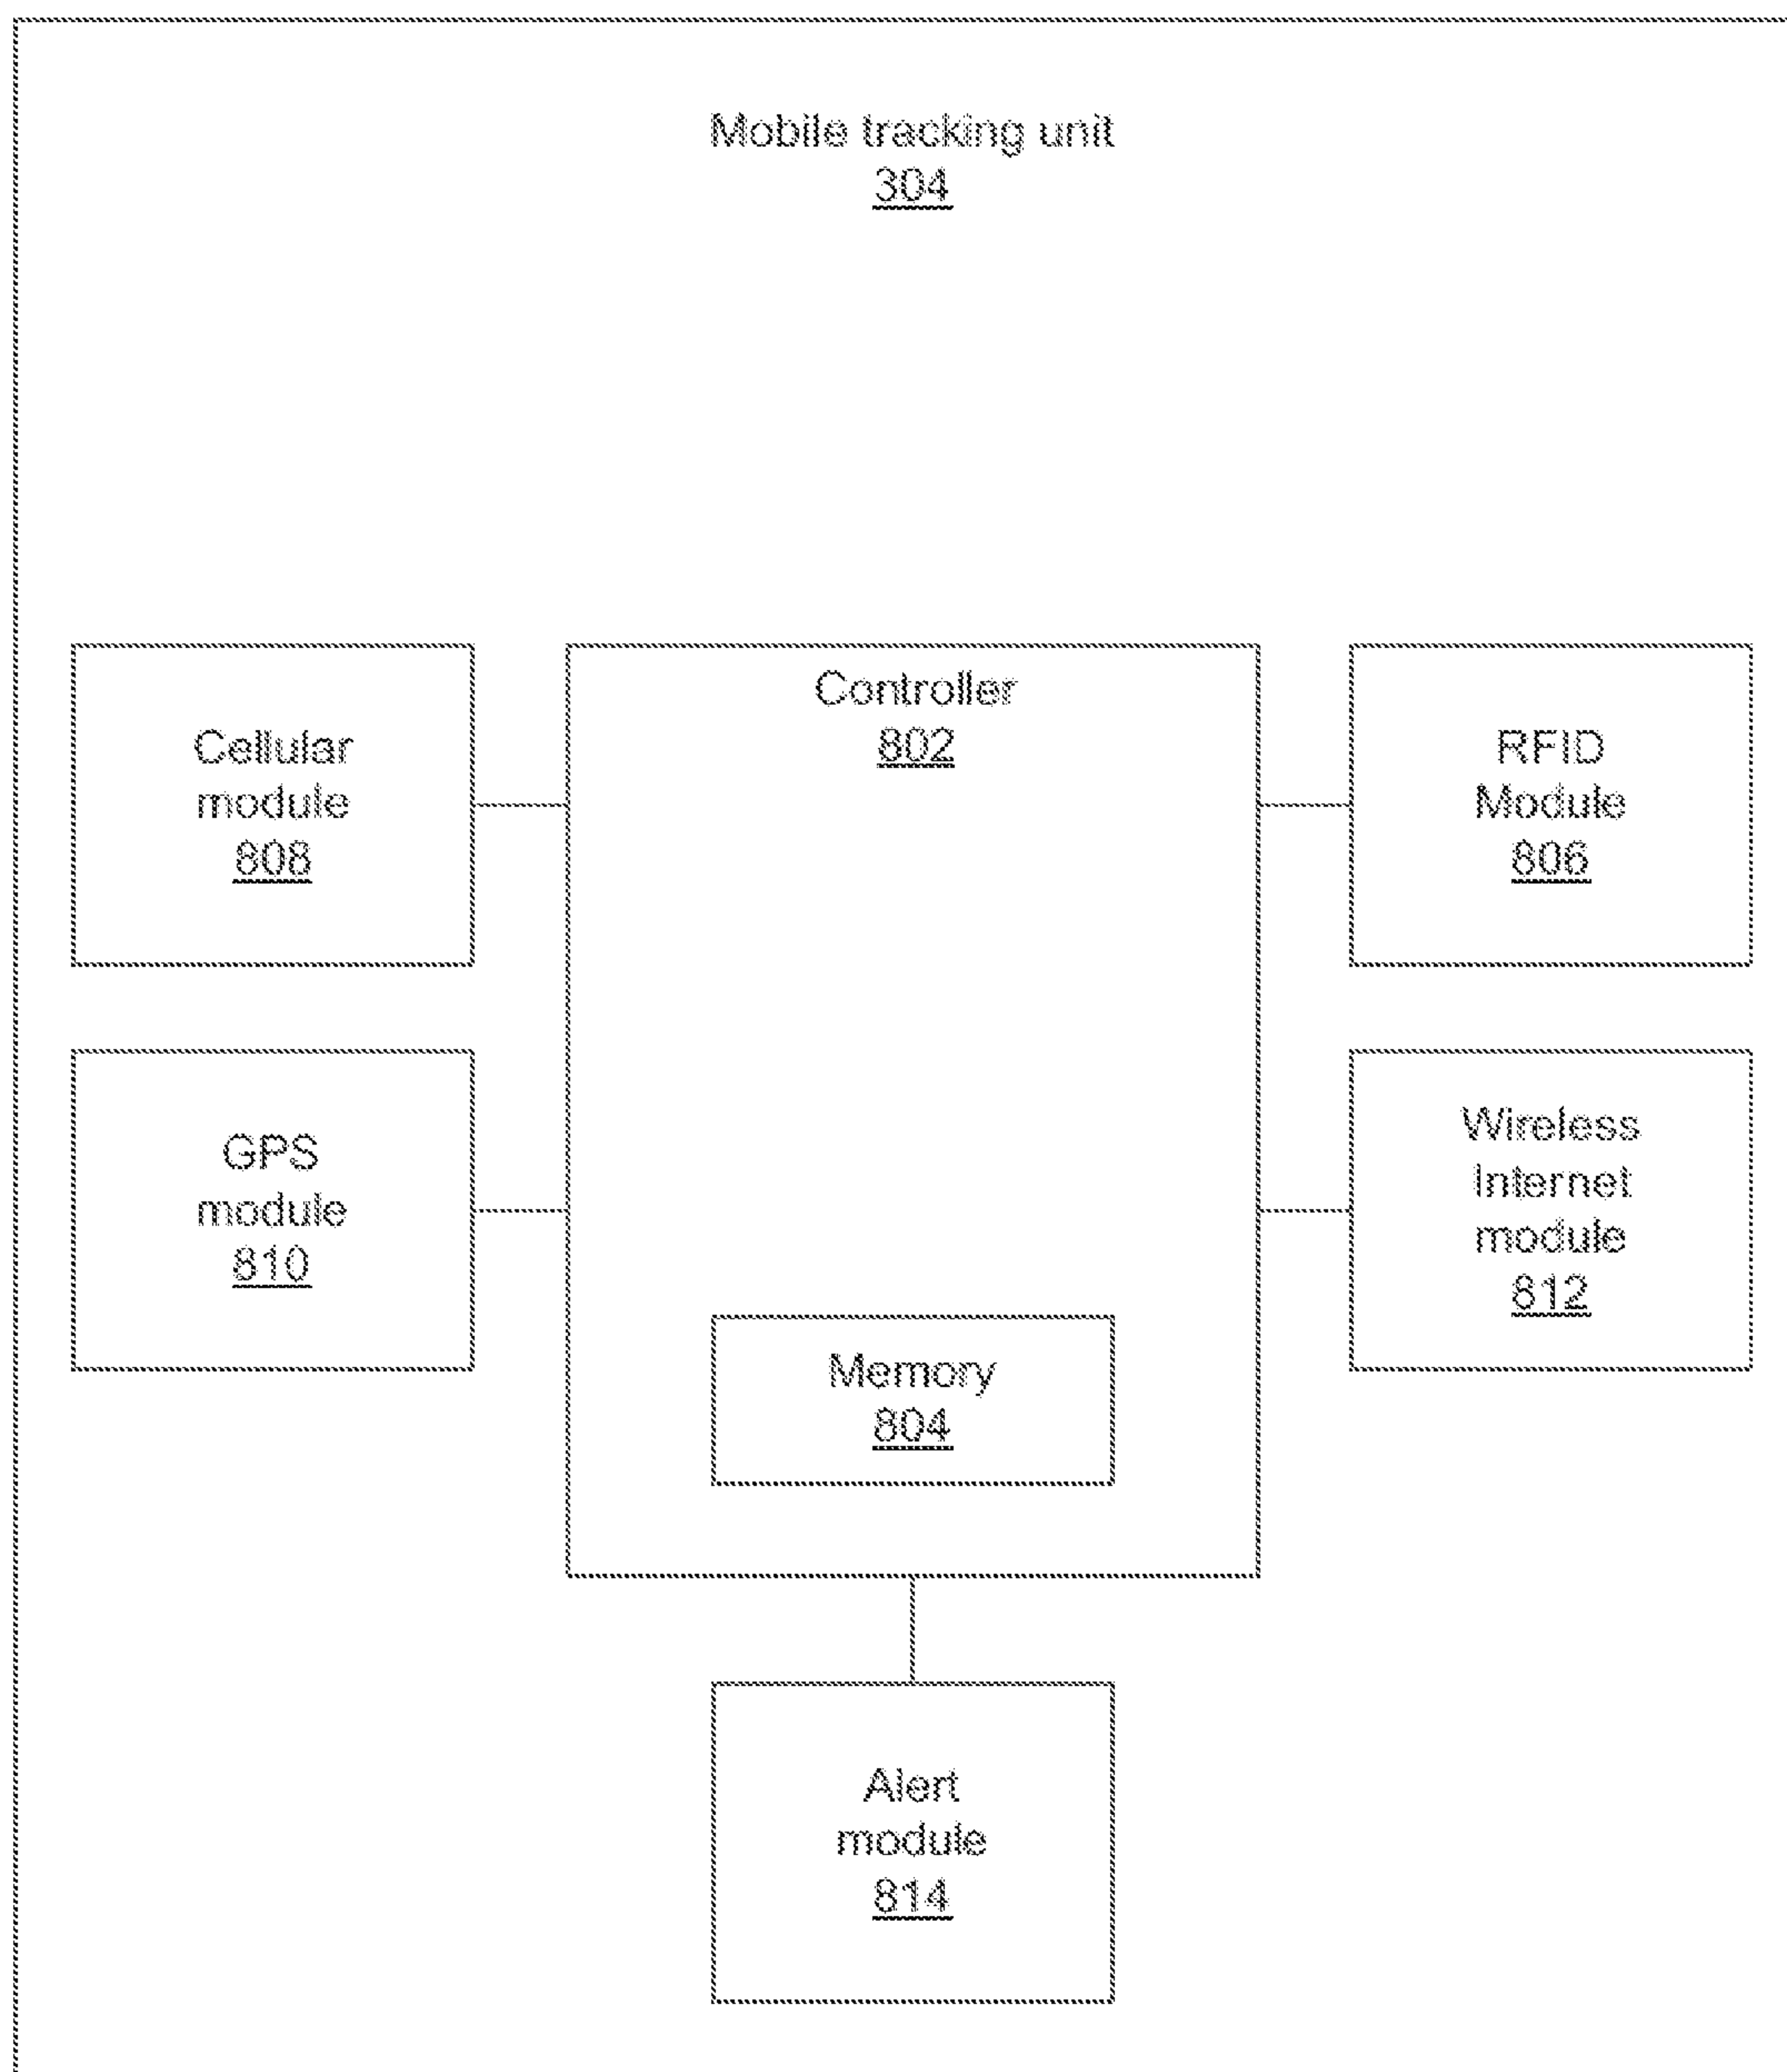 Mobile tracking unit
304
Controller
802
Cellular
module
808
RFID
Module
806
GPS
module
810
Wireless
Internet
module
812
Memory
804
Alert
module
814